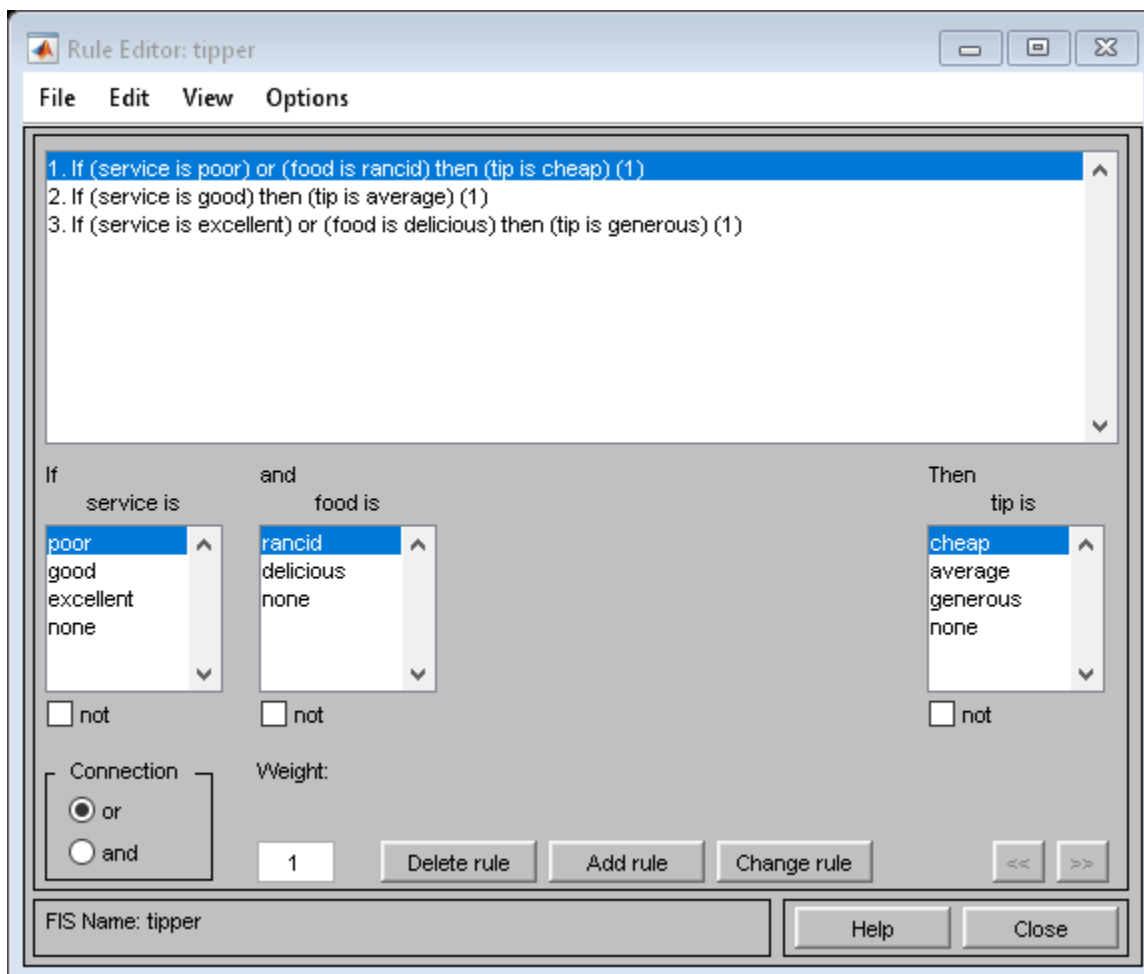 Rule Editor: tipper
File Edit View Options
1. If (service is poor) or (food is rancid) then (tip is cheap) (1)
2. If (service is good) then (tip is average) (1)
3. If (service is excellent) or (food is delicious) then (tip is generous) (1)
If and Then
service is food is tip is
poor rancid cheap
good delicious average
excellent none generous
none none
not not not
Connection Weight:
or
and 1 Delete rule Add rule Change rule << >>
FIS Name: tipper Help Close